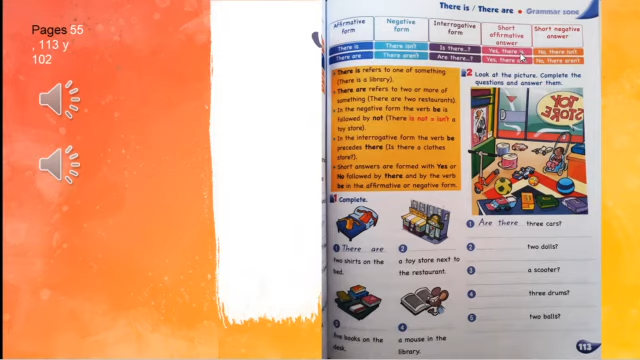 Pages 55
, 113 y
102
There is / There are • Grammar zone
Affirmative form
Negative form
Interrogative form
Short affirmative answer
Short negative answer
There is
There isn't
Is there..?
Yes, there is.
No, there isn't.
There are
There aren't
Are there..?
Yes, there are.
No, there aren't.
There is refers to one of something
(There is a library).
• There are refers to two or more of
something (There are two restaurants).
• In the negative form the verb be is
followed by not (There is not = isn't a
toy store).
• In the interrogative form the verb be
precedes there (Is there a clothes
store?).
• Short answers are formed with Yes or
No followed by there and by the verb
be in the affirmative or negative form.
1 Complete.
1 There are
two shirts on the
bed.
2
a toy store next to
the restaurant.
3
five books on the
desk.
4
a mouse in the
library.
2 Look at the picture. Complete the
questions and answer them.
TOY
STORE
1 Are there three cars?
2 two dolls?
3 a scooter?
4 three drums?
5 two balls?
113